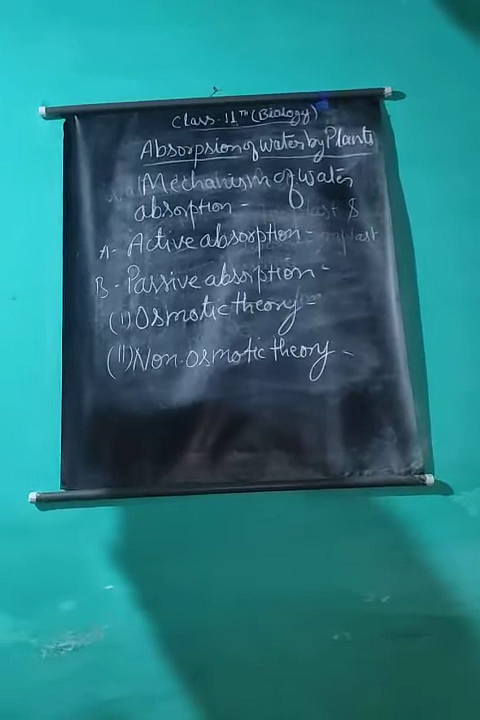 Class-11TH (Biology)
Absorpsion of water by Plants
Mechanism of water
absorption -
A- Active absorption -
B- Passive absorption -
(I) Osmotic theory -
(II) Non-osmotic theory -